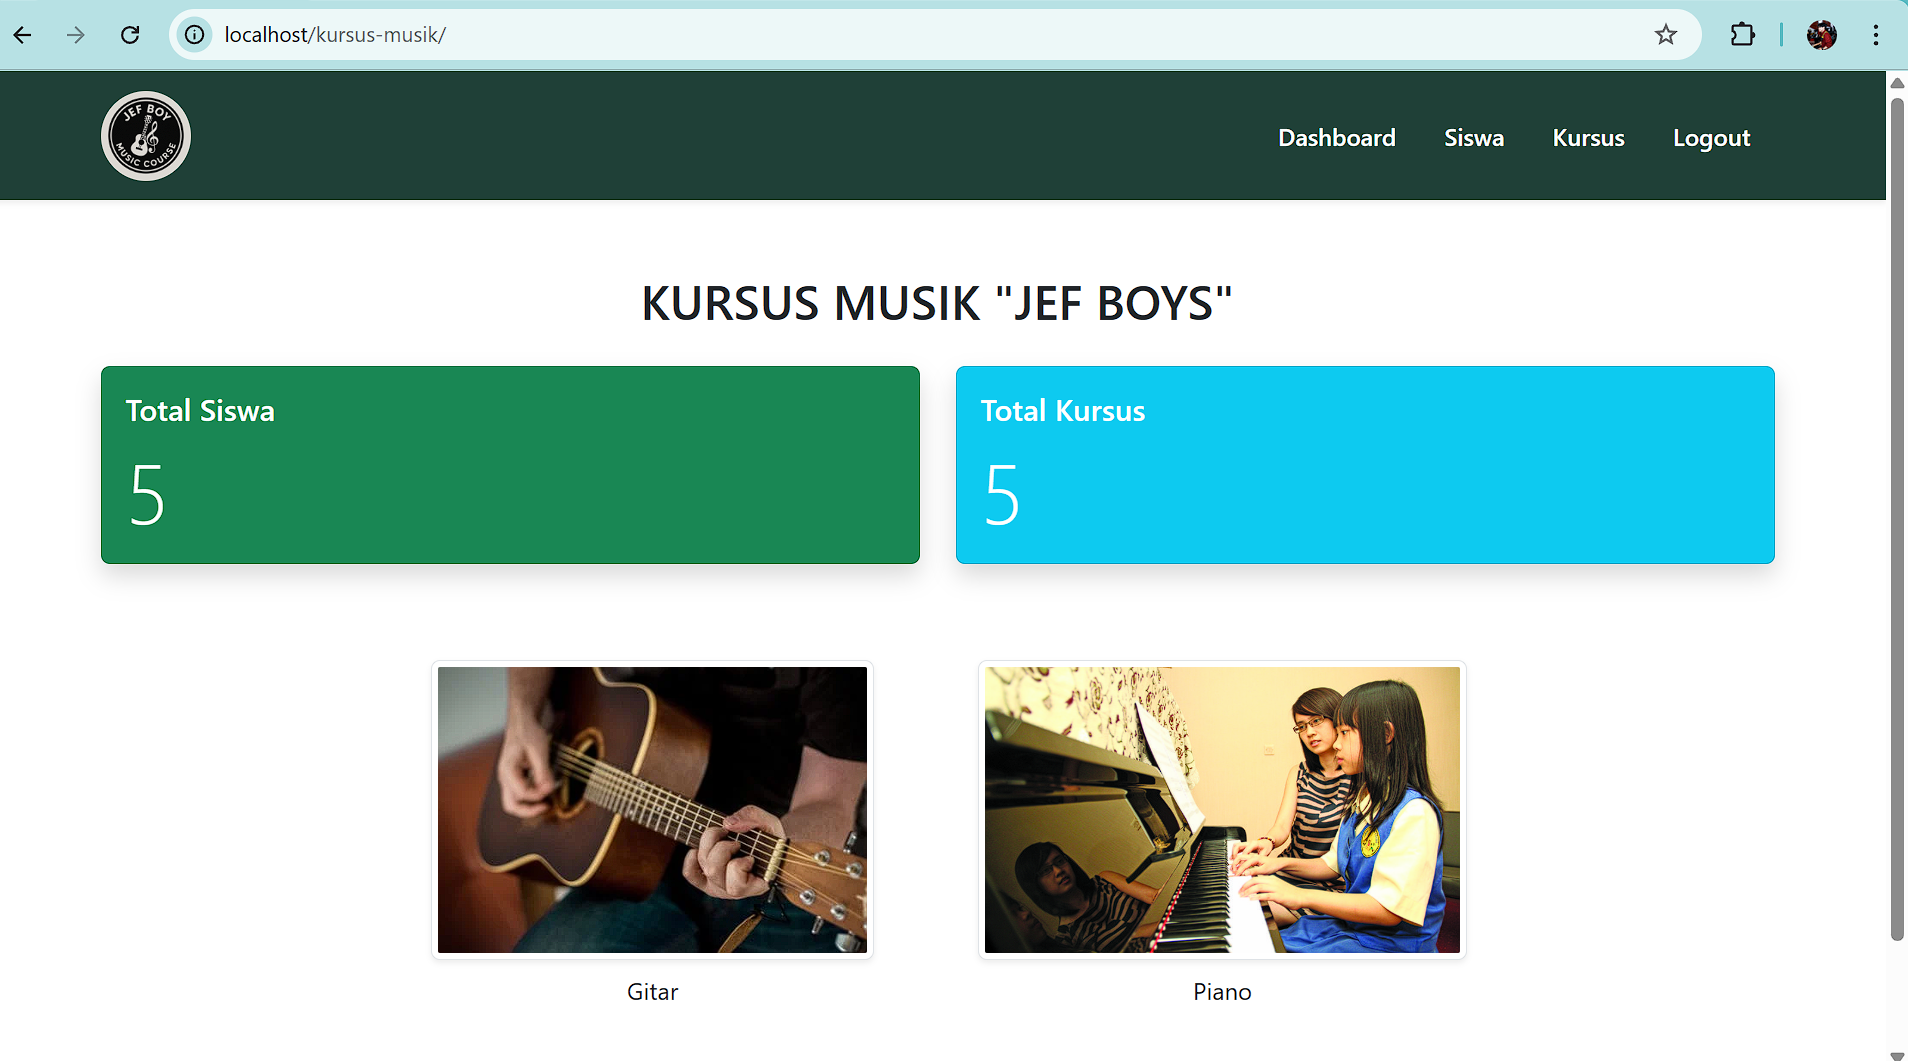 localhost/kursus-musik/
JEF BOY
MUSIC COURSE
Dashboard Siswa Kursus Logout
KURSUS MUSIK "JEF BOYS"
Total Siswa
5
Total Kursus
5
Gitar
Piano